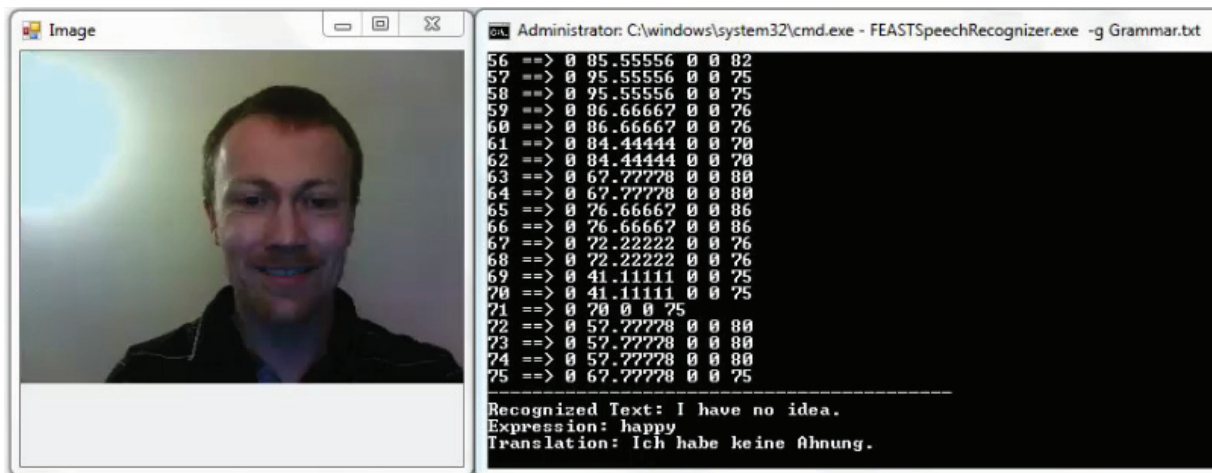 Image
Administrator: C:\windows\system32\cmd.exe - FEASTSpeechRecognizer.exe -g Grammar.txt
56 ==> 0 85.55556 0 0 82
57 ==> 0 95.55556 0 0 75
58 ==> 0 95.55556 0 0 75
59 ==> 0 86.66667 0 0 76
60 ==> 0 86.66667 0 0 76
61 ==> 0 84.44444 0 0 70
62 ==> 0 84.44444 0 0 70
63 ==> 0 67.77778 0 0 80
64 ==> 0 67.77778 0 0 80
65 ==> 0 76.66667 0 0 86
66 ==> 0 76.66667 0 0 86
67 ==> 0 72.22222 0 0 76
68 ==> 0 72.22222 0 0 76
69 ==> 0 41.11111 0 0 75
70 ==> 0 41.11111 0 0 75
71 ==> 0 70 0 0 75
72 ==> 0 57.77778 0 0 80
73 ==> 0 57.77778 0 0 80
74 ==> 0 57.77778 0 0 80
75 ==> 0 67.77778 0 0 75
Recognized Text: I have no idea.
Expression: happy
Translation: Ich habe keine Ahnung.